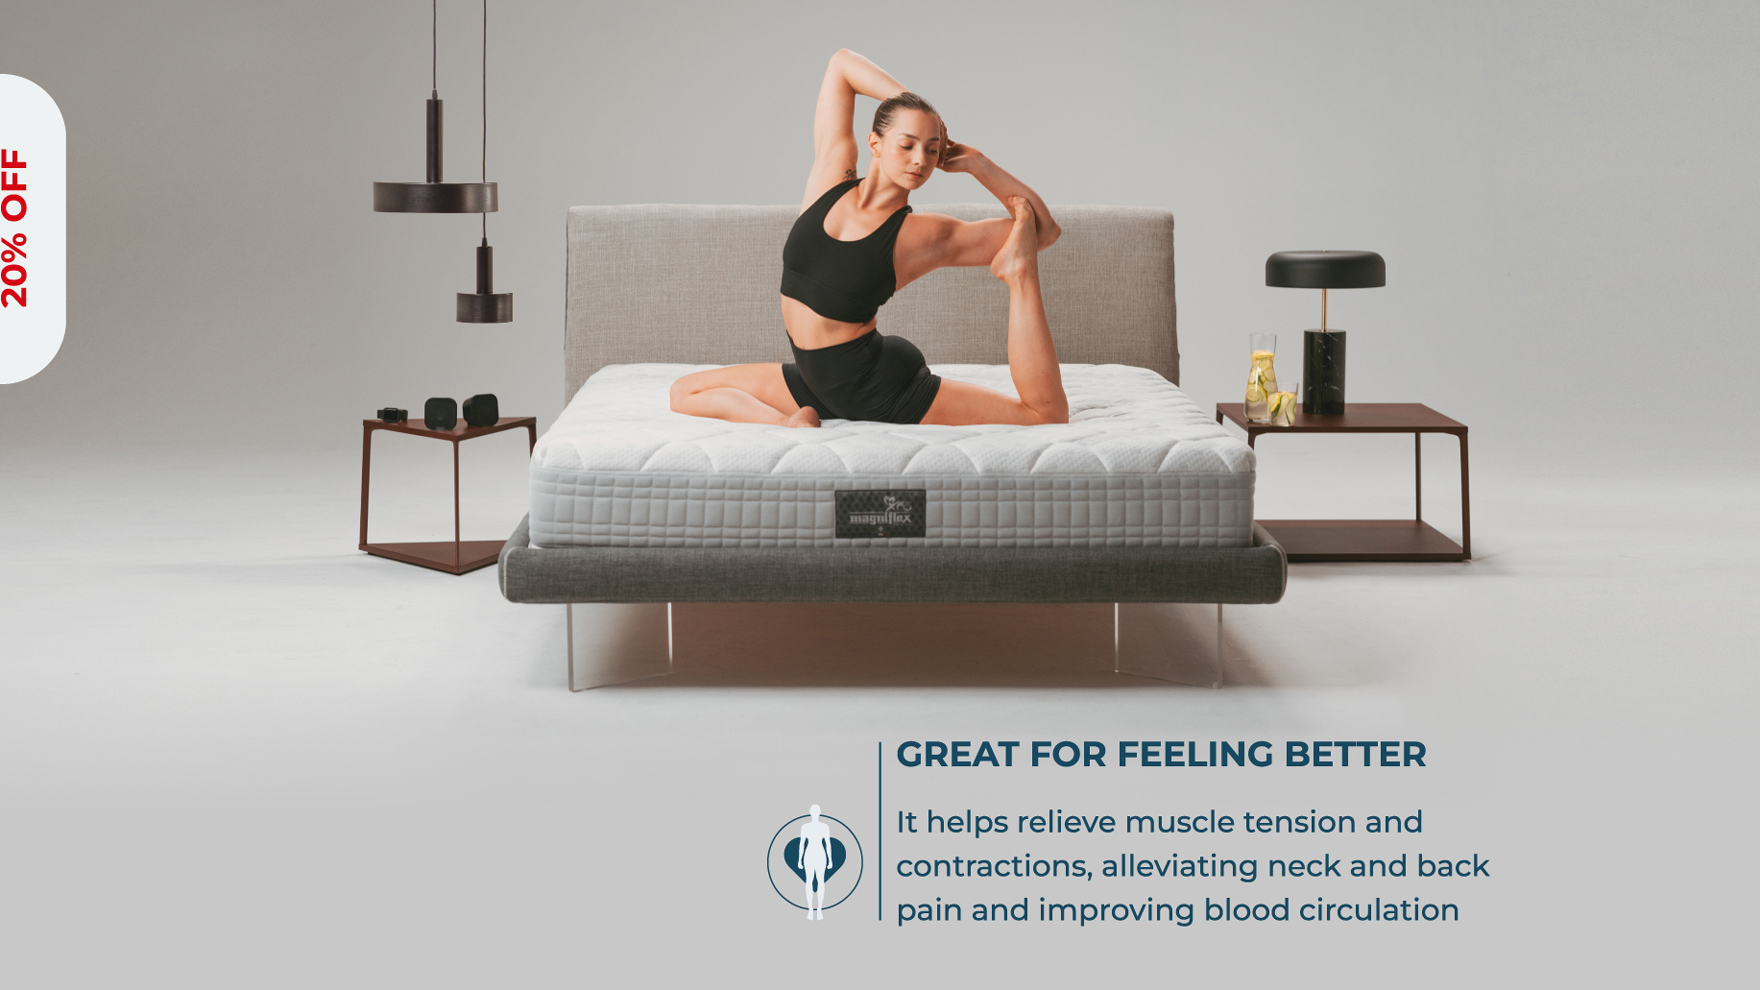 20% OFF
magniflex
GREAT FOR FEELING BETTER
It helps relieve muscle tension and
contractions, alleviating neck and back
pain and improving blood circulation